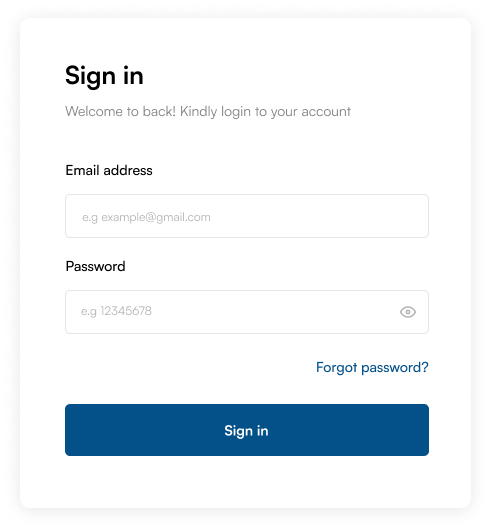 Sign in
Welcome to back! Kindly login to your account
Email address
e.g example@gmail.com
Password
e.g 12345678
Forgot password?
Sign in